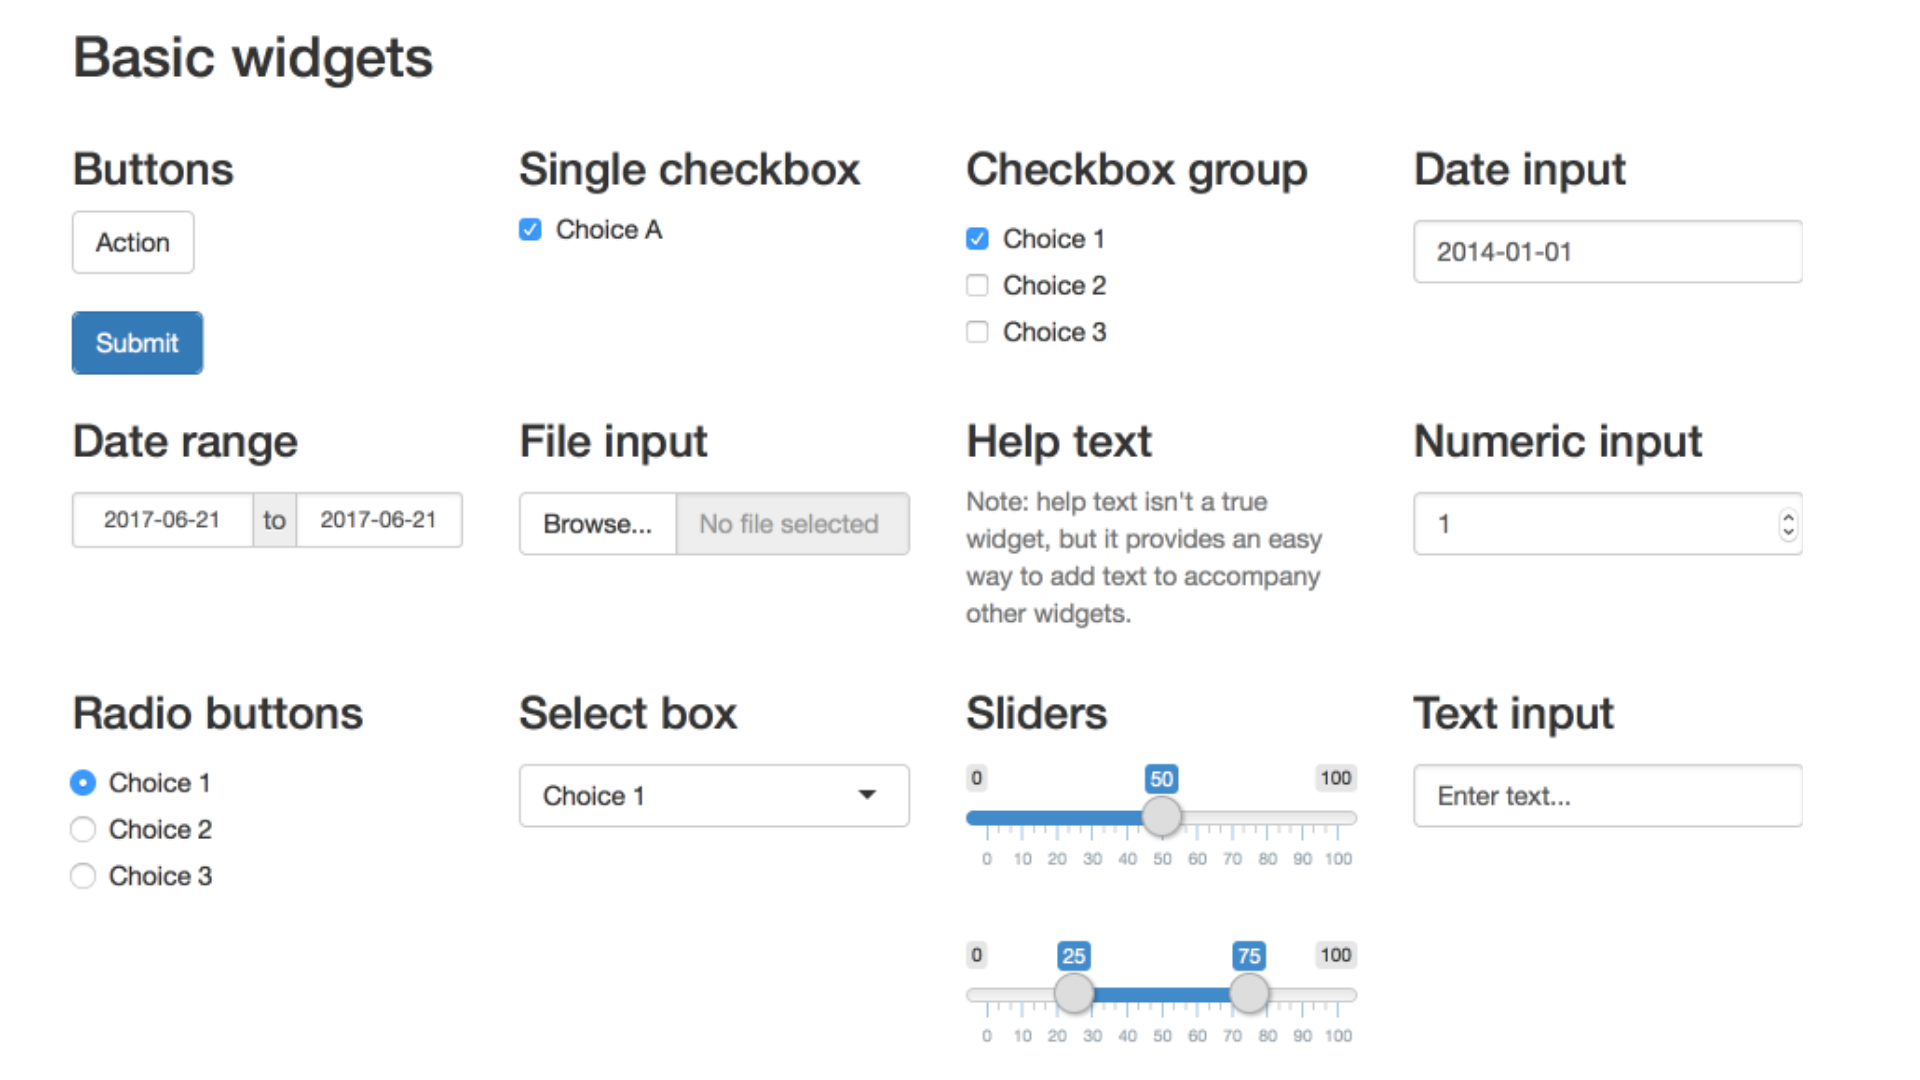 Basic widgets
Buttons
Action
Submit
Single checkbox
Choice A
Checkbox group
Choice 1
Choice 2
Choice 3
Date input
2014-01-01
Date range
2017-06-21 to 2017-06-21
File input
Browse... No file selected
Help text
Note: help text isn't a true
widget, but it provides an easy
way to add text to accompany
other widgets.
Numeric input
1
Radio buttons
Choice 1
Choice 2
Choice 3
Select box
Choice 1
Sliders
0 50 100
0 10 20 30 40 50 60 70 80 90 100
0 25 75 100
0 10 20 30 40 50 60 70 80 90 100
Text input
Enter text...